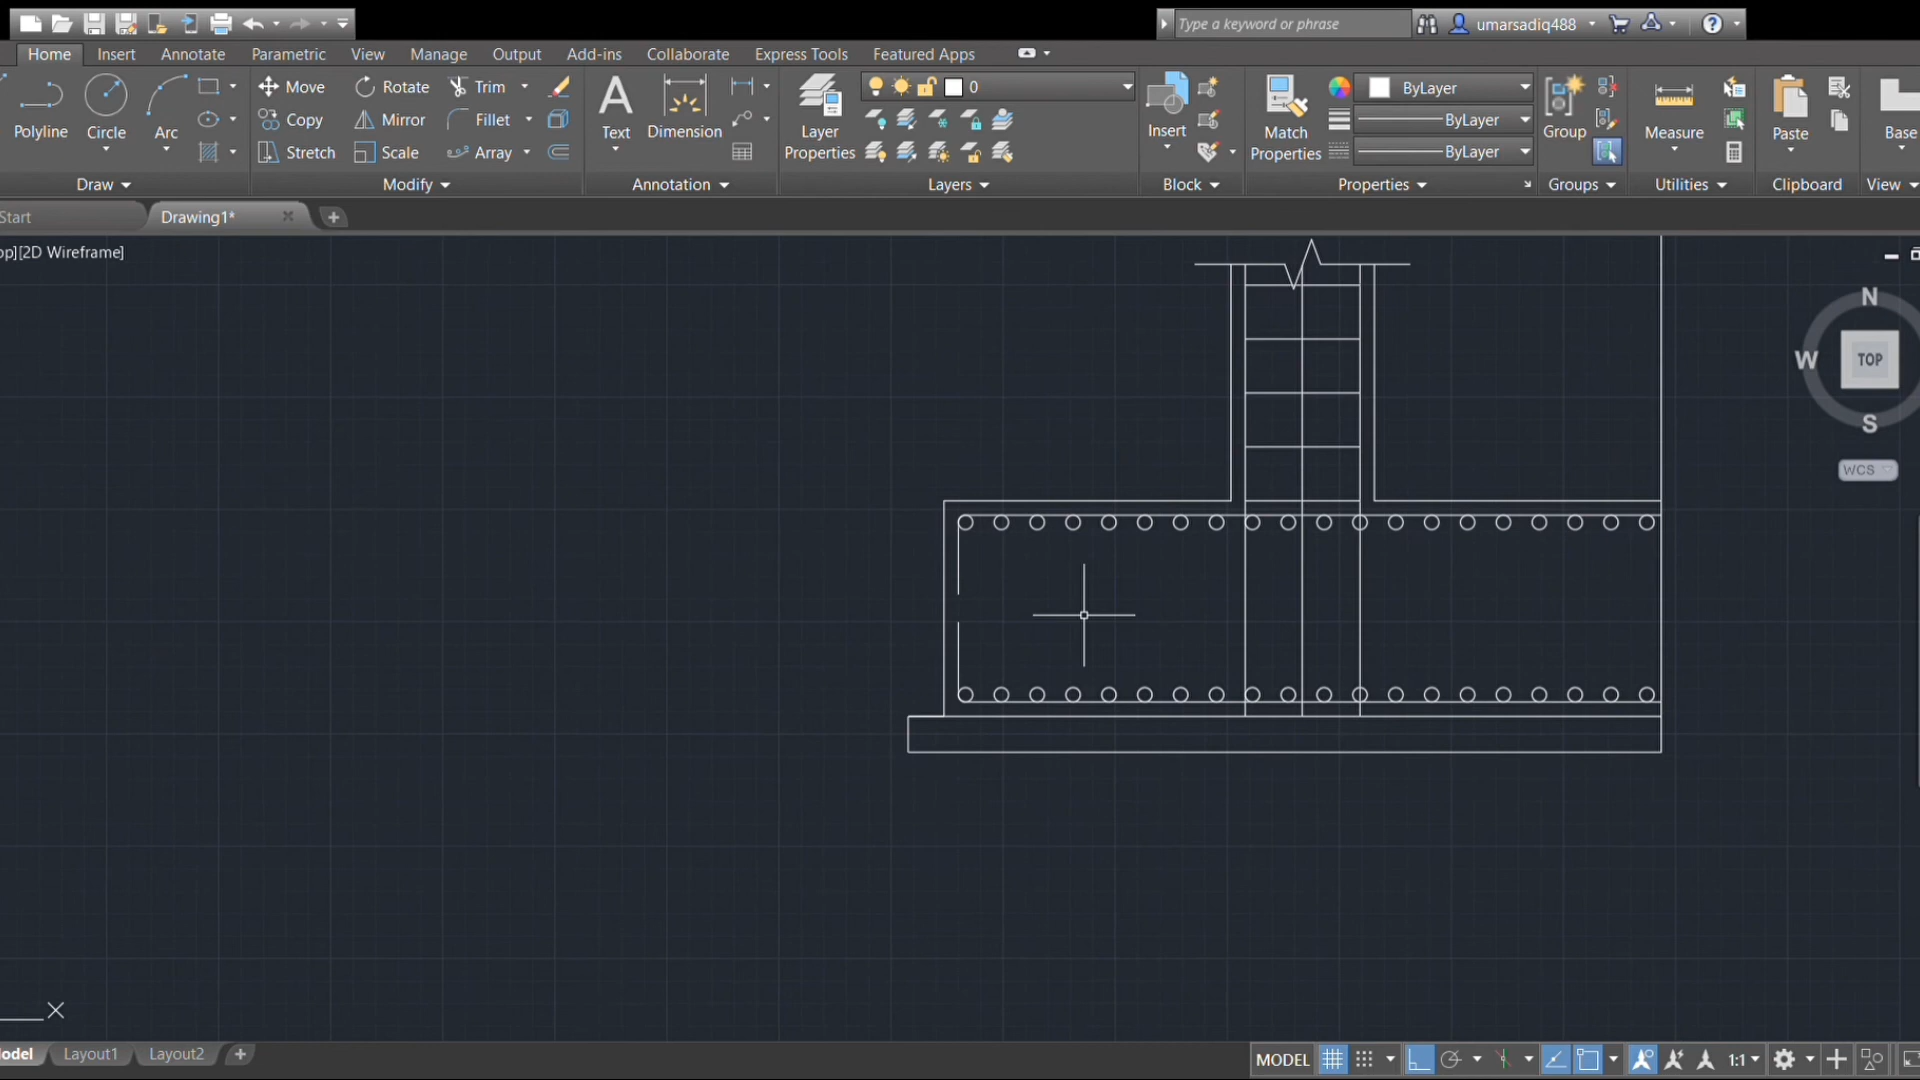 Type a keyword or phrase
umarsadiq488
Home Insert Annotate Parametric View Manage Output Add-ins Collaborate Express Tools Featured Apps
Polyline
Circle
Arc
Move
Rotate
Trim
Copy
Mirror
Fillet
Stretch
Scale
Array
Text
Dimension
Layer
Properties
0
Insert
Match
Properties
ByLayer
ByLayer
ByLayer
Group
Measure
Paste
Base
Draw
Modify
Annotation
Layers
Block
Properties
Groups
Utilities
Clipboard
View
Start
Drawing1*
op][2D Wireframe]
N
W
TOP
S
WCS
X
odel
Layout1
Layout2
MODEL
1:1